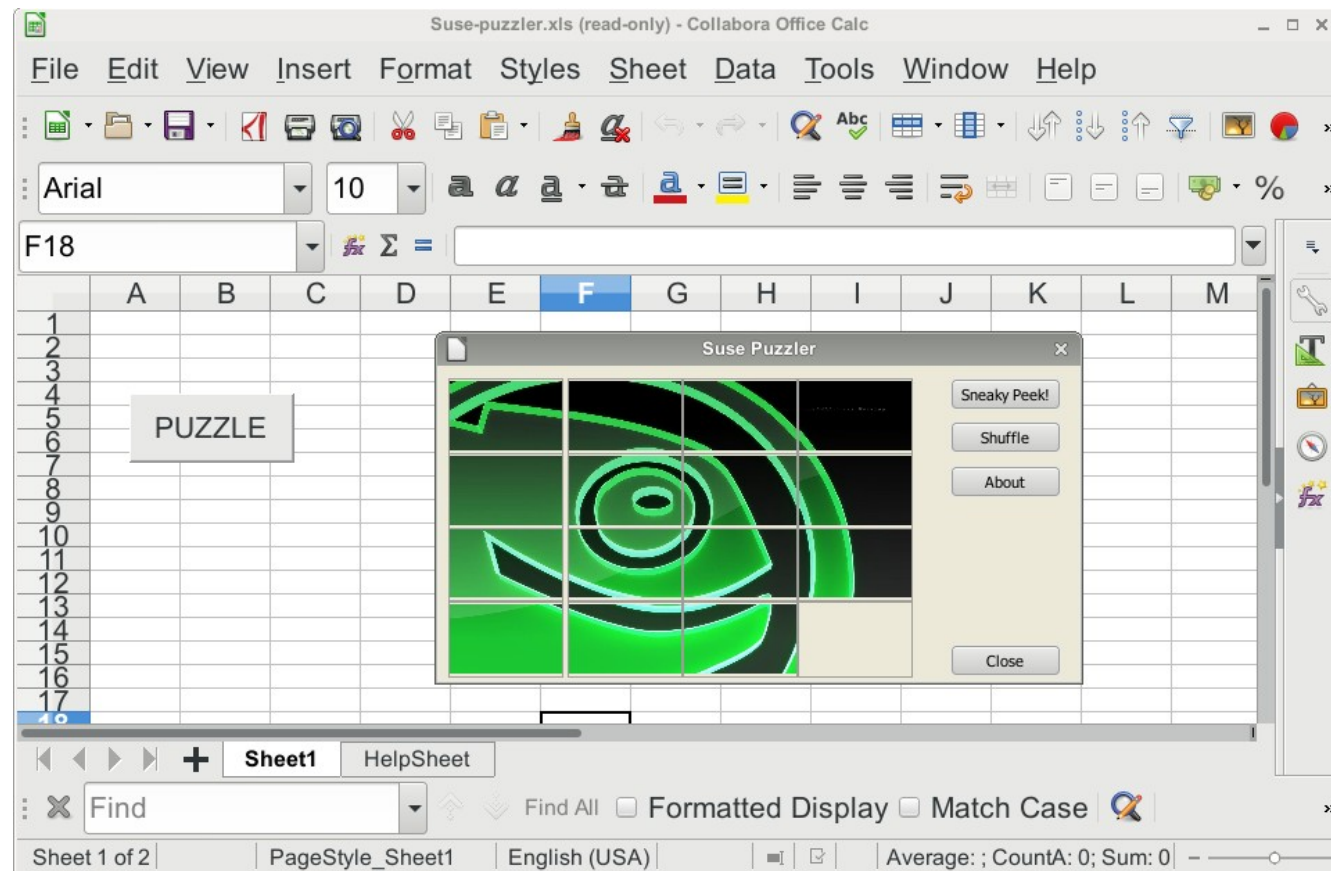 Suse-puzzler.xls (read-only) - Collabora Office Calc
File Edit View Insert Format Styles Sheet Data Tools Window Help
Abc
Arial 10 a a a a a %
F18 fx Σ =
A B C D E F G H I J K L M
1
2
3
4
5
6
7
8
9
10
11
12
13
14
15
16
17
18
PUZZLE
Suse Puzzler
Sneaky Peek!
Shuffle
About
Close
Sheet1 HelpSheet
Find Find All Formatted Display Match Case
Sheet 1 of 2 PageStyle_Sheet1 English (USA) Average: ; CountA: 0; Sum: 0